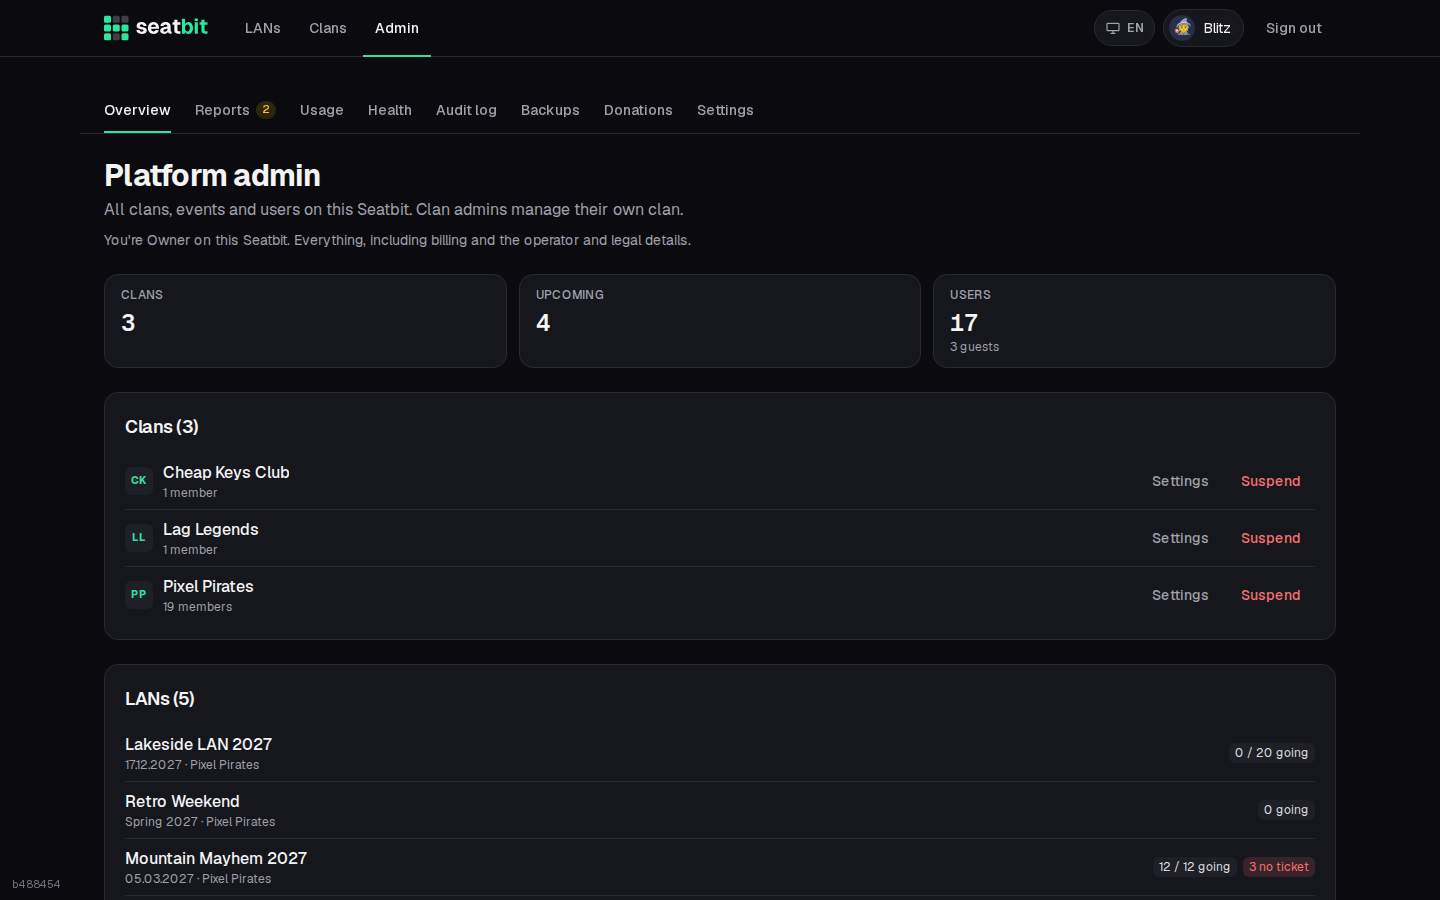 seatbit LANs Clans Admin EN Blitz Sign out
Overview Reports 2 Usage Health Audit log Backups Donations Settings
Platform admin
All clans, events and users on this Seatbit. Clan admins manage their own clan.
You're Owner on this Seatbit. Everything, including billing and the operator and legal details.
CLANS
3
UPCOMING
4
USERS
17
3 guests
Clans (3)
CK Cheap Keys Club
1 member
Settings Suspend
LL Lag Legends
1 member
Settings Suspend
PP Pixel Pirates
19 members
Settings Suspend
LANs (5)
Lakeside LAN 2027
17.12.2027 · Pixel Pirates
0 / 20 going
Retro Weekend
Spring 2027 · Pixel Pirates
0 going
Mountain Mayhem 2027
05.03.2027 · Pixel Pirates
12 / 12 going 3 no ticket
b488454